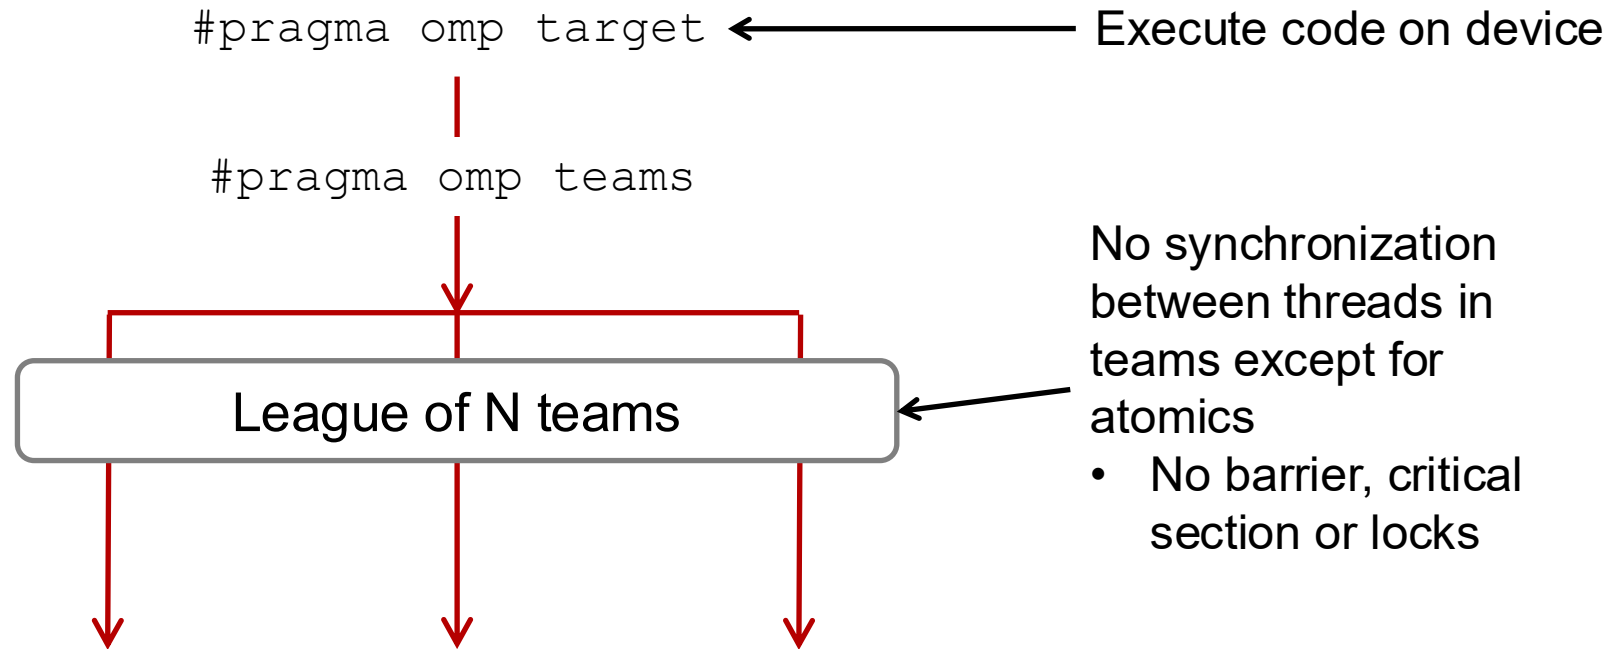 #pragma omp target
Execute code on device
#pragma omp teams
No synchronization
between threads in
teams except for
atomics
• No barrier, critical
section or locks
League of N teams